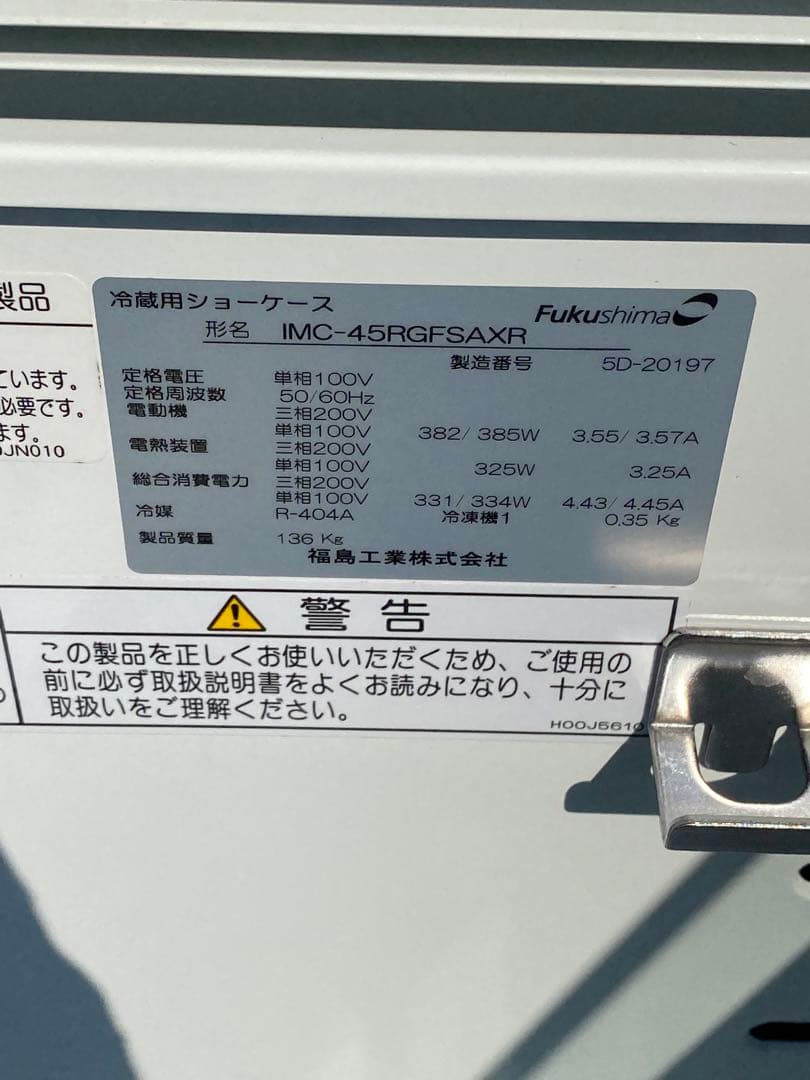 製品
冷蔵用ショーケース
Fukushima
形名 IMC-45RGFSAXR
製造番号 5D-20197
定格電圧 単相100V
定格周波数 50/60Hz
電動機 三相200V
単相100V 382/385W 3.55/3.57A
電熱装置 三相200V
単相100V 325W 3.25A
総合消費電力 三相200V
単相100V 331/334W 4.43/4.45A
冷媒 R-404A 冷凍機1 0.35 Kg
製品質量 136 Kg
福島工業株式会社
ています。
必要です。
ます。
JN010
警告
この製品を正しくお使いいただくため、ご使用の
前に必ず取扱説明書をよくお読みになり、十分に
取扱いをご理解ください。
H00J5610